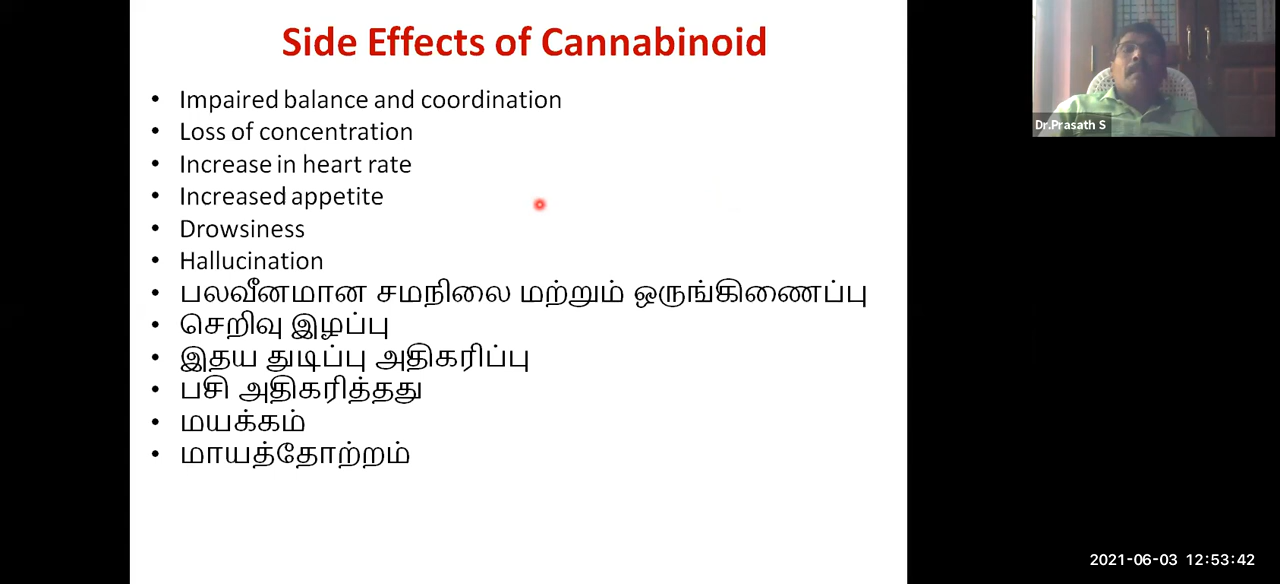 Side Effects of Cannabinoid
• Impaired balance and coordination
• Loss of concentration
• Increase in heart rate
• Increased appetite
• Drowsiness
• Hallucination
• பலவீனமான சமநிலை மற்றும் ஒருங்கிணைப்பு
• செறிவு இழப்பு
• இதய துடிப்பு அதிகரிப்பு
• பசி அதிகரித்தது
• மயக்கம்
• மாயத்தோற்றம்
Dr.Prasath S
2021-06-03 12:53:42